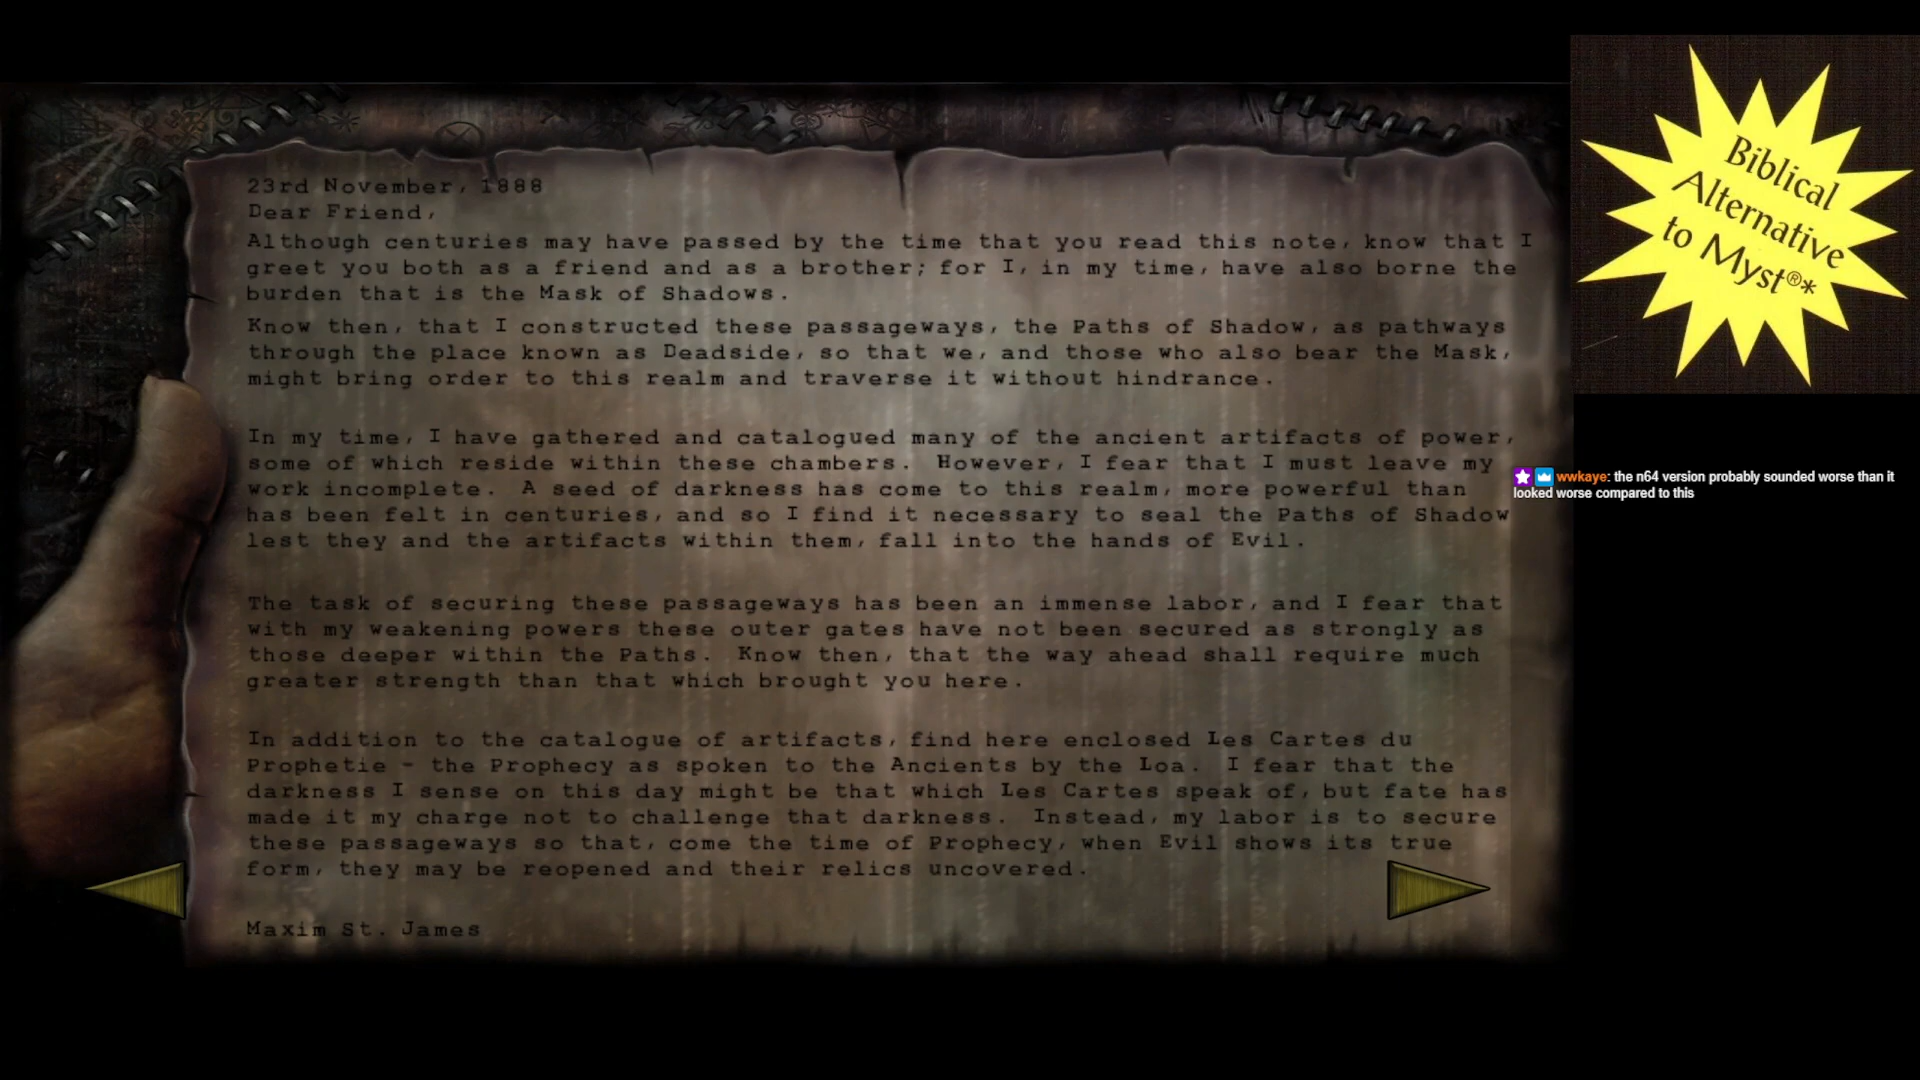 23rd November, 1888
Dear Friend,
Although centuries may have passed by the time that you read this note, know that I
greet you both as a friend and as a brother; for I, in my time, have also borne the
burden that is the Mask of Shadows.
Know then, that I constructed these passageways, the Paths of Shadow, as pathways
through the place known as Deadside, so that we, and those who also bear the Mask,
might bring order to this realm and traverse it without hindrance.
In my time, I have gathered and catalogued many of the ancient artifacts of power,
some of which reside within these chambers. However, I fear that I must leave my
work incomplete. A seed of darkness has come to this realm, more powerful than
has been felt in centuries, and so I find it necessary to seal the Paths of Shadow
lest they and the artifacts within them, fall into the hands of Evil.
The task of securing these passageways has been an immense labor, and I fear that
with my weakening powers these outer gates have not been secured as strongly as
those deeper within the Paths. Know then, that the way ahead shall require much
greater strength than that which brought you here.
In addition to the catalogue of artifacts, find here enclosed Les Cartes du
Prophetie - the Prophecy as spoken to the Ancients by the Loa. I fear that the
darkness I sense on this day might be that which Les Cartes speak of, but fate has
made it my charge not to challenge that darkness. Instead, my labor is to secure
these passageways so that, come the time of Prophecy, when Evil shows its true
form, they may be reopened and their relics uncovered.
Maxim St. James
Biblical
Alternative
to Myst®*
wwkaye: the n64 version probably sounded worse than it
looked worse compared to this